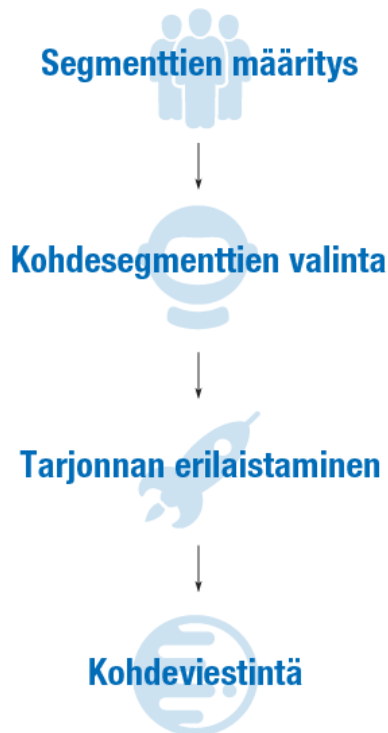 Segmenttien määritys
Kohdesegmenttien valinta
Tarjonnan erilaistaminen
Kohdeviestintä